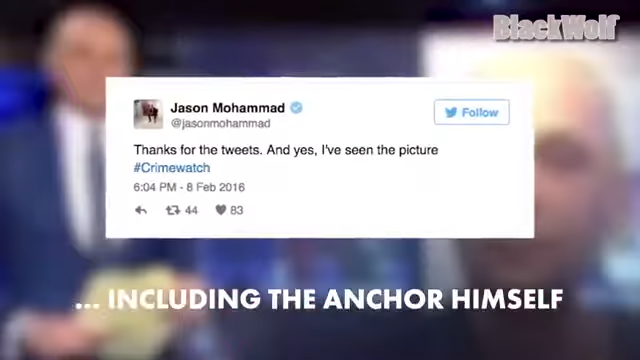 BlackWolf
Jason Mohammad
@jasonmohammad
Follow
Thanks for the tweets. And yes, I've seen the picture
#Crimewatch
6:04 PM - 8 Feb 2016
44 83
... INCLUDING THE ANCHOR HIMSELF